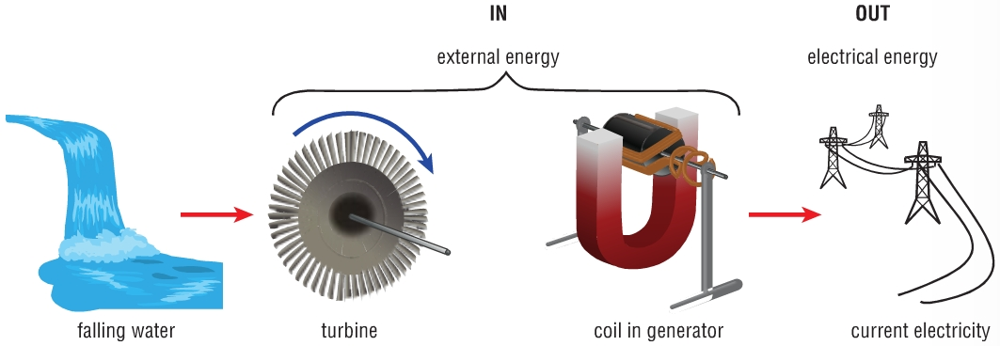 IN
OUT
external energy
electrical energy
falling water
turbine
coil in generator
current electricity